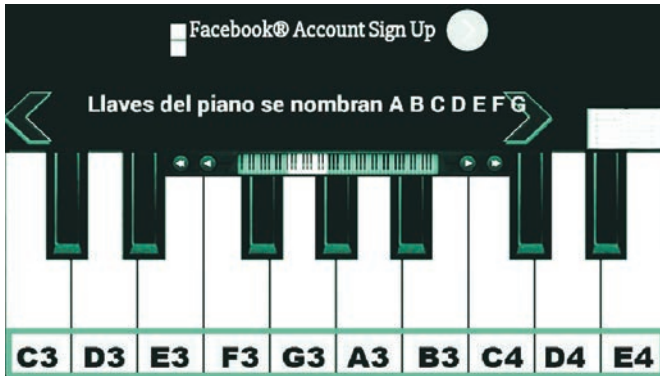 Facebook® Account Sign Up
Llaves del piano se nombran A B C D E F G
C3 D3 E3 F3 G3 A3 B3 C4 D4 E4